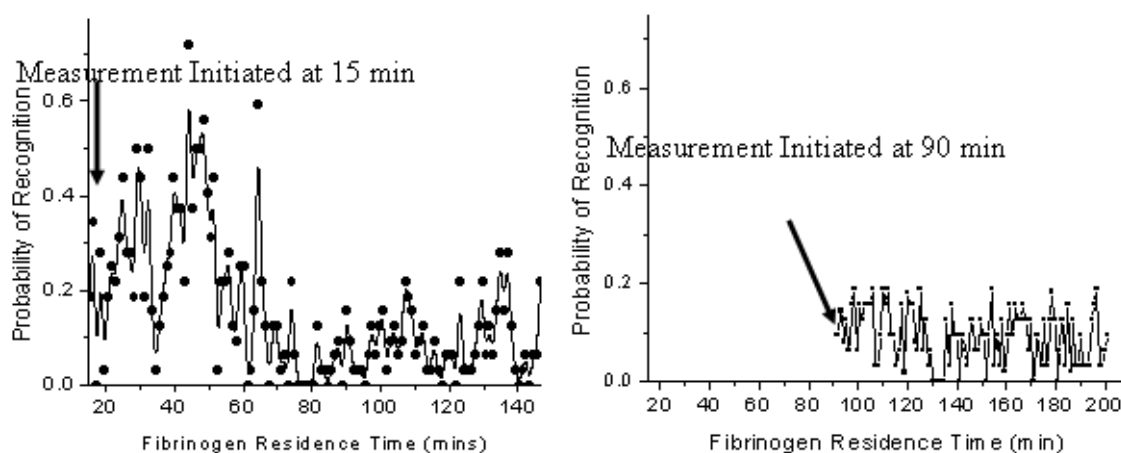 Measurement Initiated at 15 min
Probability of Recognition
0.6
0.4
0.2
0.0
20 40 60 80 100 120 140
Fibrinogen Residence Time (mins)
Measurement Initiated at 90 min
Probability of Recognition
0.6
0.4
0.2
0.0
20 40 60 80 100 120 140 160 180 200
Fibrinogen Residence Time (min)